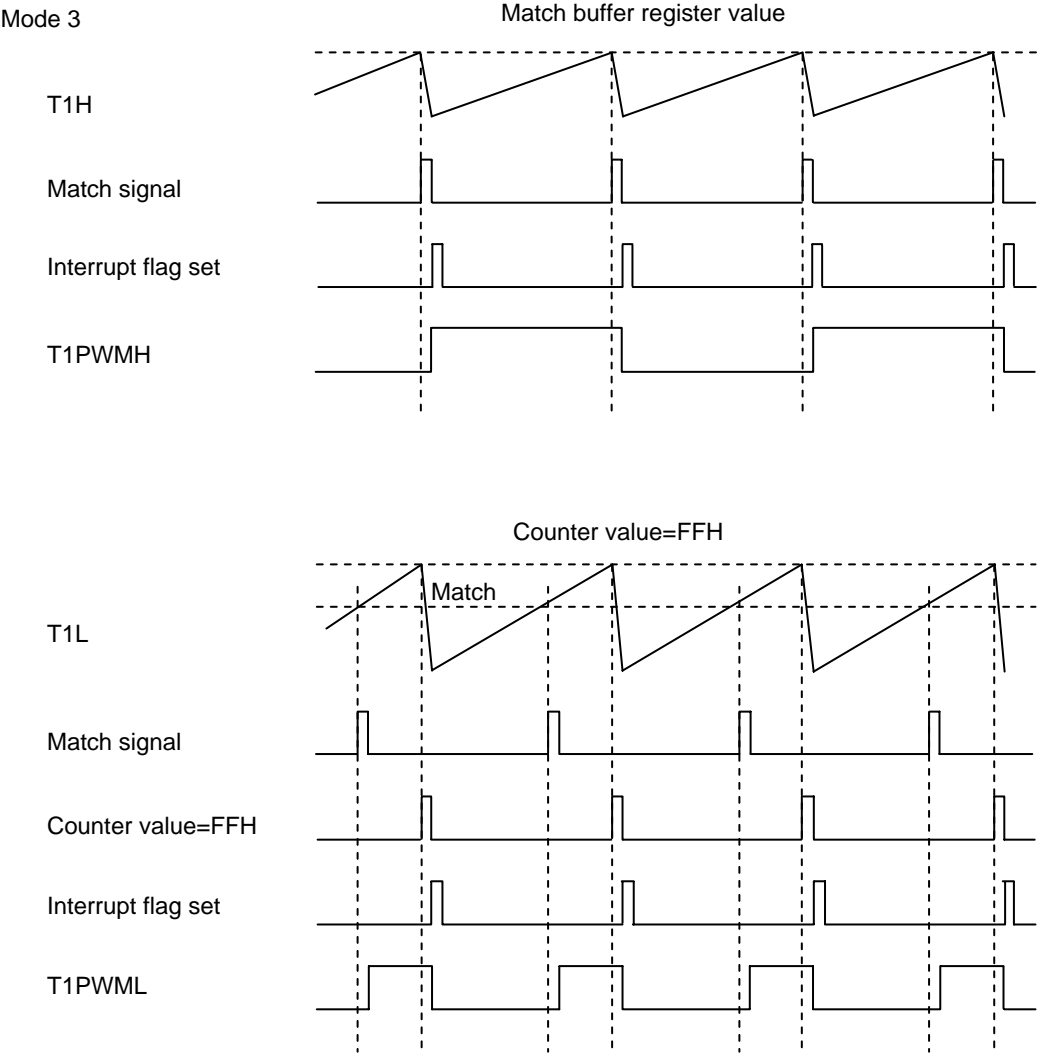 Mode 3
Match buffer register value
T1H
Match signal
Interrupt flag set
T1PWMH
Counter value=FFH
Match
T1L
Match signal
Counter value=FFH
Interrupt flag set
T1PWML